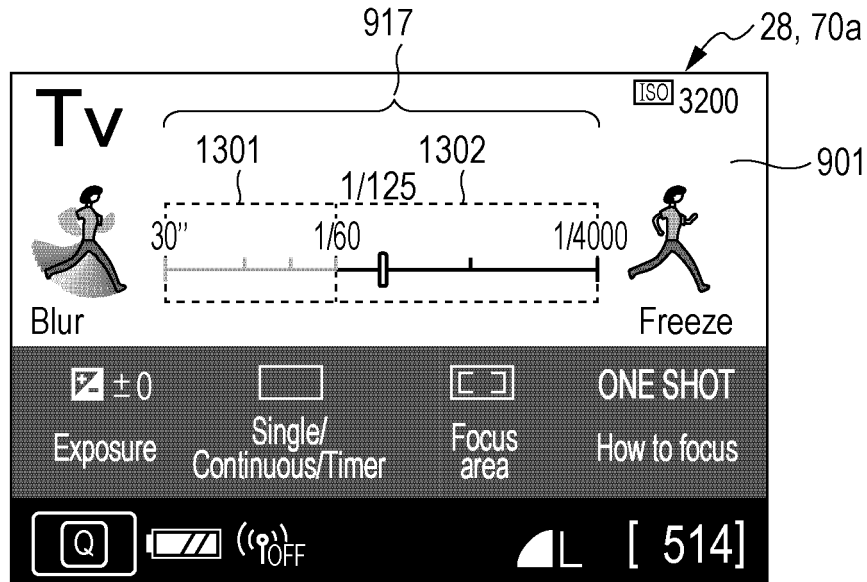 917
28, 70a
Tv
ISO 3200
1301
1302
901
1/125
30’’
1/60
1/4000
Blur
Freeze
±0
ONE SHOT
Exposure
Single/
Continuous/Timer
Focus
area
How to focus
Q
OFF
L
[ 514]